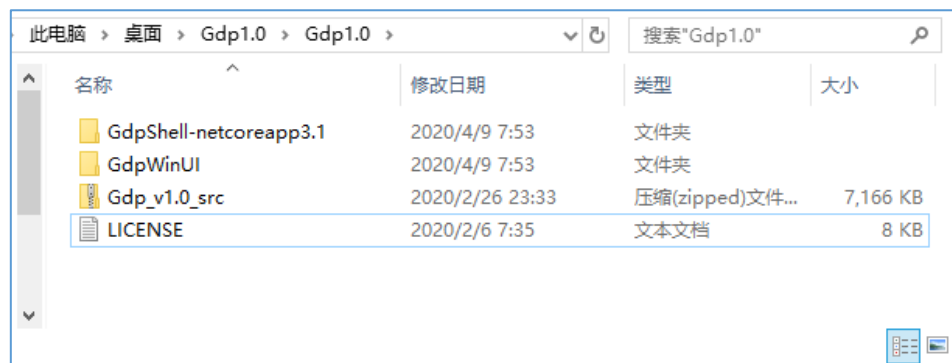 此电脑 > 桌面 > Gdp1.0 > Gdp1.0 > 搜索"Gdp1.0"
名称 修改日期 类型 大小
GdpShell-netcoreapp3.1 2020/4/9 7:53 文件夹
GdpWinUI 2020/4/9 7:53 文件夹
Gdp_v1.0_src 2020/2/26 23:33 压缩(zipped)文件... 7,166 KB
LICENSE 2020/2/6 7:35 文本文档 8 KB